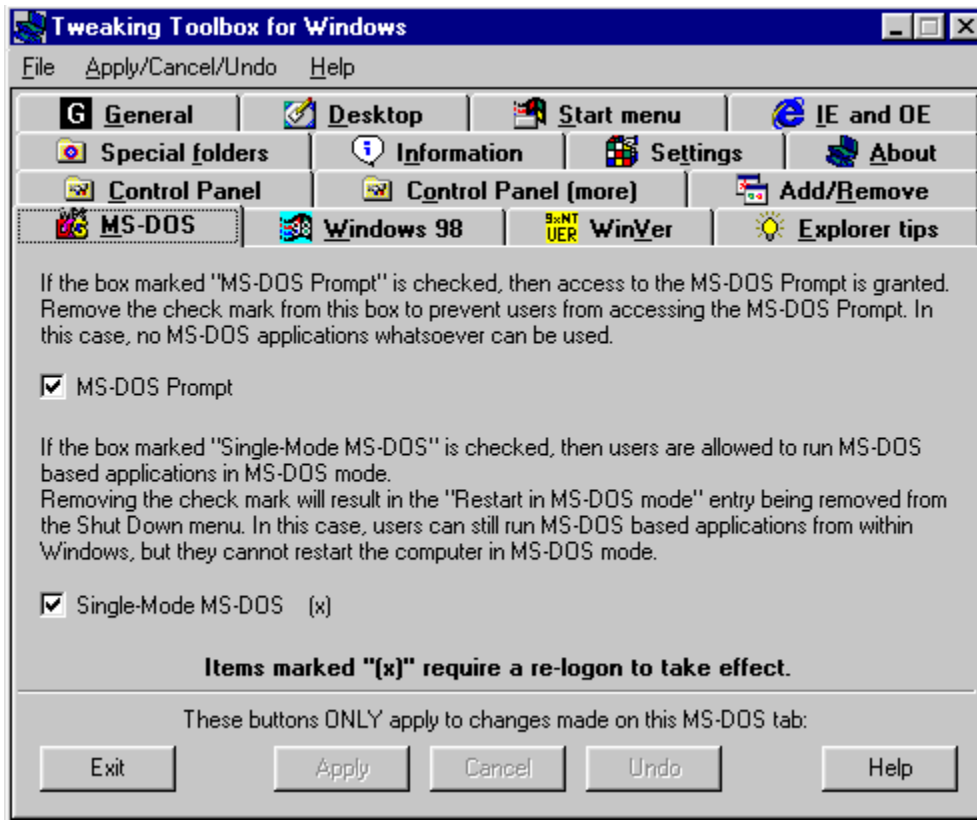 Tweaking Toolbox for Windows
File Apply/Cancel/Undo Help
G General Desktop Start menu IE and OE
Special folders Information Settings About
Control Panel Control Panel (more) Add/Remove
MS-DOS Windows 98 9xNT VER WinVer Explorer tips
If the box marked "MS-DOS Prompt" is checked, then access to the MS-DOS Prompt is granted.
Remove the check mark from this box to prevent users from accessing the MS-DOS Prompt. In
this case, no MS-DOS applications whatsoever can be used.
MS-DOS Prompt
If the box marked "Single-Mode MS-DOS" is checked, then users are allowed to run MS-DOS
based applications in MS-DOS mode.
Removing the check mark will result in the "Restart in MS-DOS mode" entry being removed from
the Shut Down menu. In this case, users can still run MS-DOS based applications from within
Windows, but they cannot restart the computer in MS-DOS mode.
Single-Mode MS-DOS (x)
Items marked "(x)" require a re-logon to take effect.
These buttons ONLY apply to changes made on this MS-DOS tab:
Exit Apply Cancel Undo Help